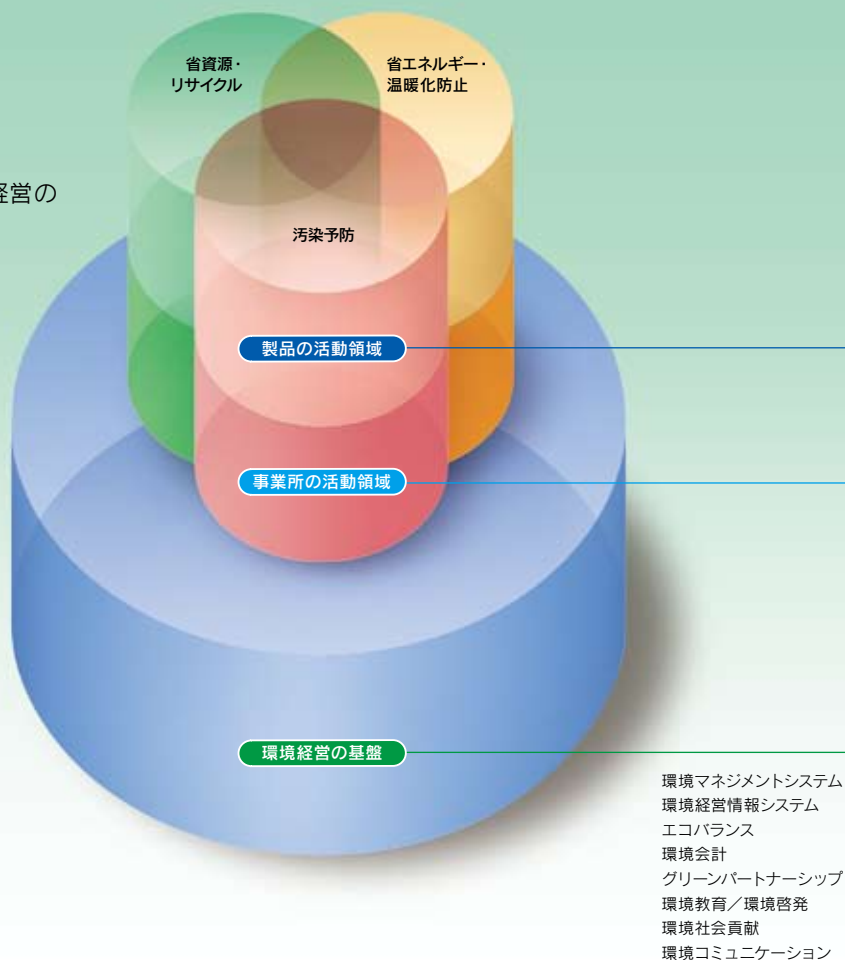 省資源・
リサイクル
省エネルギー・
温暖化防止
経営の
汚染予防
製品の活動領域
事業所の活動領域
環境経営の基盤
環境マネジメントシステム
環境経営情報システム
エコバランス
環境会計
グリーンパートナーシップ
環境教育／環境啓発
環境社会貢献
環境コミュニケーション